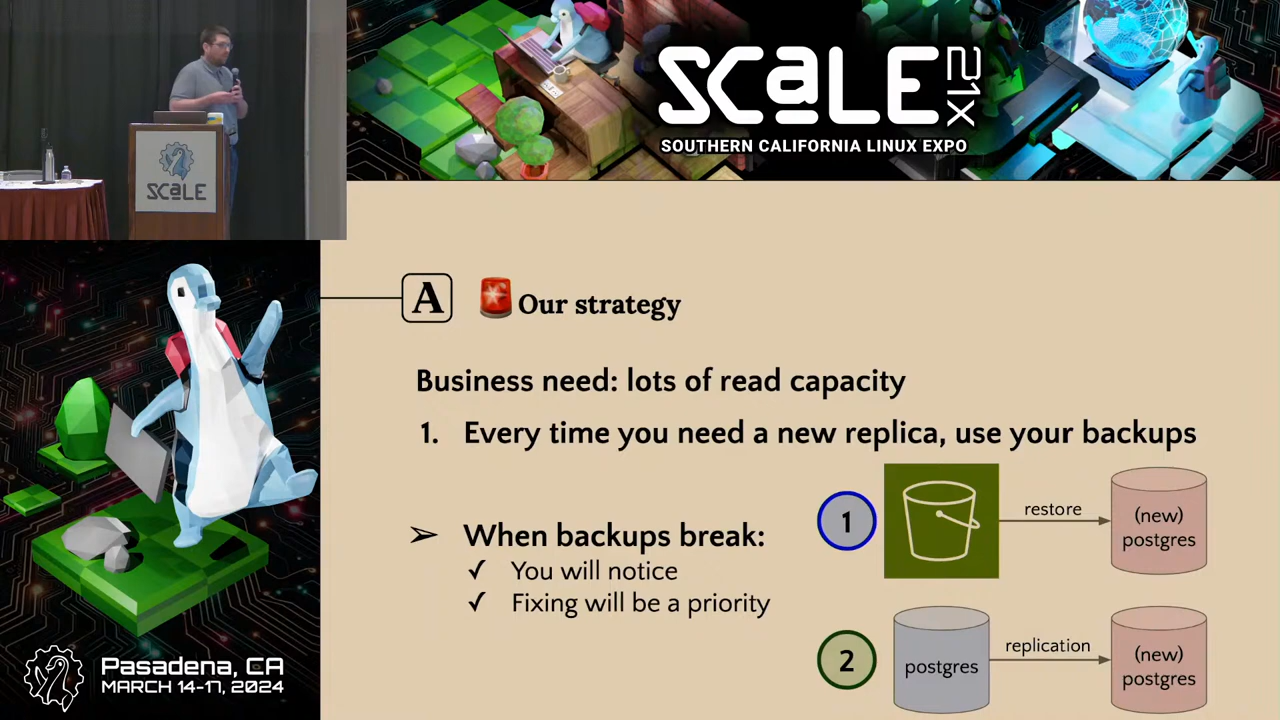 SCALE
SCALE 21X
SOUTHERN CALIFORNIA LINUX EXPO
A
Our strategy
Business need: lots of read capacity
1. Every time you need a new replica, use your backups
➢ When backups break:
✓ You will notice
✓ Fixing will be a priority
1
restore
(new)
postgres
2
postgres
replication
(new)
postgres
Pasadena, CA
MARCH 14-17, 2024